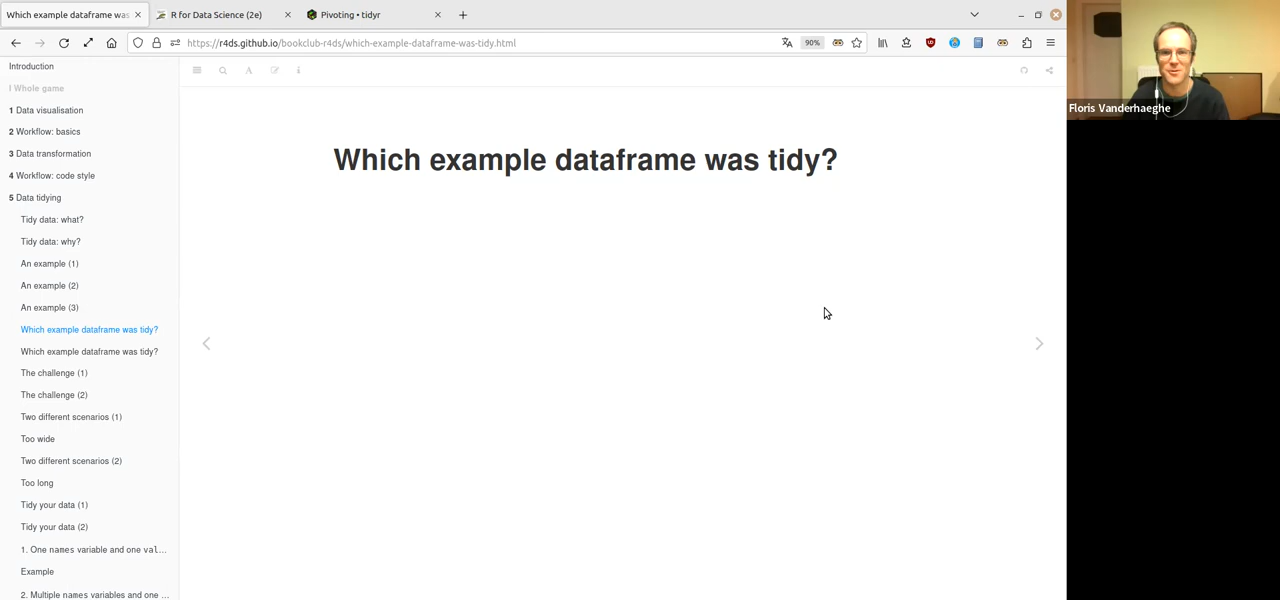 Which example dataframe was
R for Data Science (2e)
Pivoting • tidyr
https://r4ds.github.io/bookclub-r4ds/which-example-dataframe-was-tidy.html
90%
Floris Vanderhaeghe
Introduction
I Whole game
1 Data visualisation
2 Workflow: basics
3 Data transformation
4 Workflow: code style
5 Data tidying
Tidy data: what?
Tidy data: why?
An example (1)
An example (2)
An example (3)
Which example dataframe was tidy?
Which example dataframe was tidy?
The challenge (1)
The challenge (2)
Two different scenarios (1)
Too wide
Two different scenarios (2)
Too long
Tidy your data (1)
Tidy your data (2)
1. One names variable and one val…
Example
2. Multiple names variables and one …
Which example dataframe was tidy?